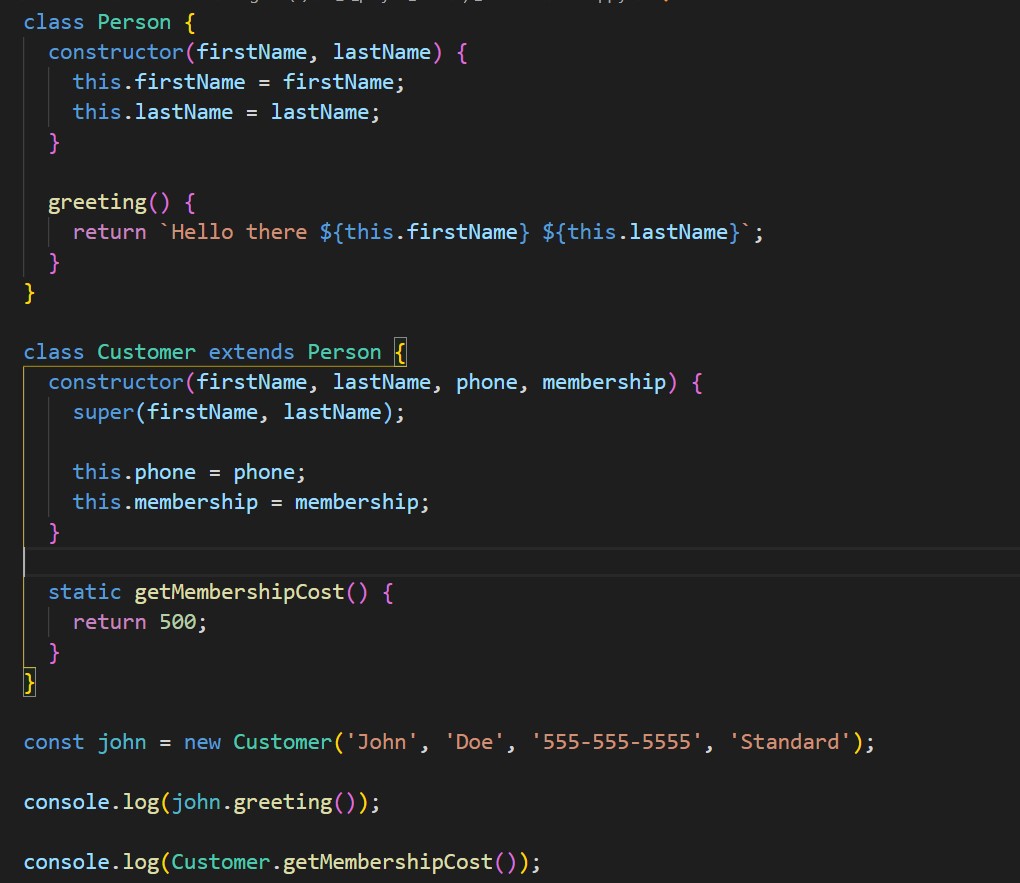 class Person {
  constructor(firstName, lastName) {
    this.firstName = firstName;
    this.lastName = lastName;
  }

  greeting() {
    return `Hello there ${this.firstName} ${this.lastName}`;
  }
}

class Customer extends Person {
  constructor(firstName, lastName, phone, membership) {
    super(firstName, lastName);

    this.phone = phone;
    this.membership = membership;
  }

  static getMembershipCost() {
    return 500;
  }
}

const john = new Customer('John', 'Doe', '555-555-5555', 'Standard');

console.log(john.greeting());

console.log(Customer.getMembershipCost());